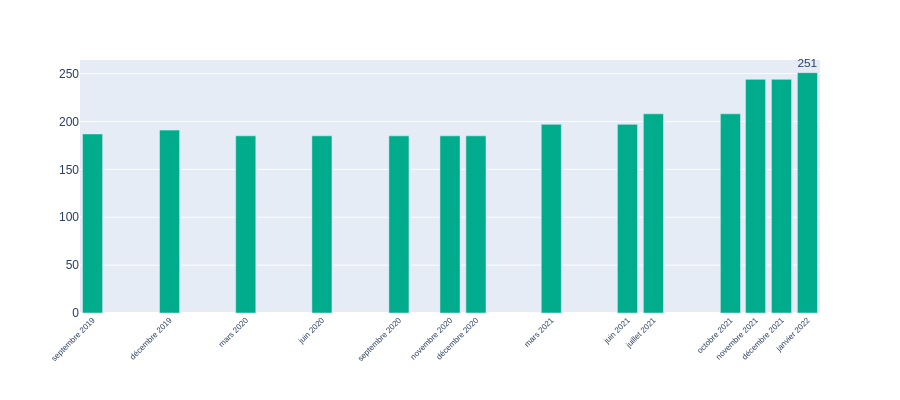 251
250
200
150
100
50
0
septembre 2019
décembre 2019
mars 2020
juin 2020
septembre 2020
novembre 2020
décembre 2020
mars 2021
juin 2021
juillet 2021
octobre 2021
novembre 2021
décembre 2021
janvier 2022